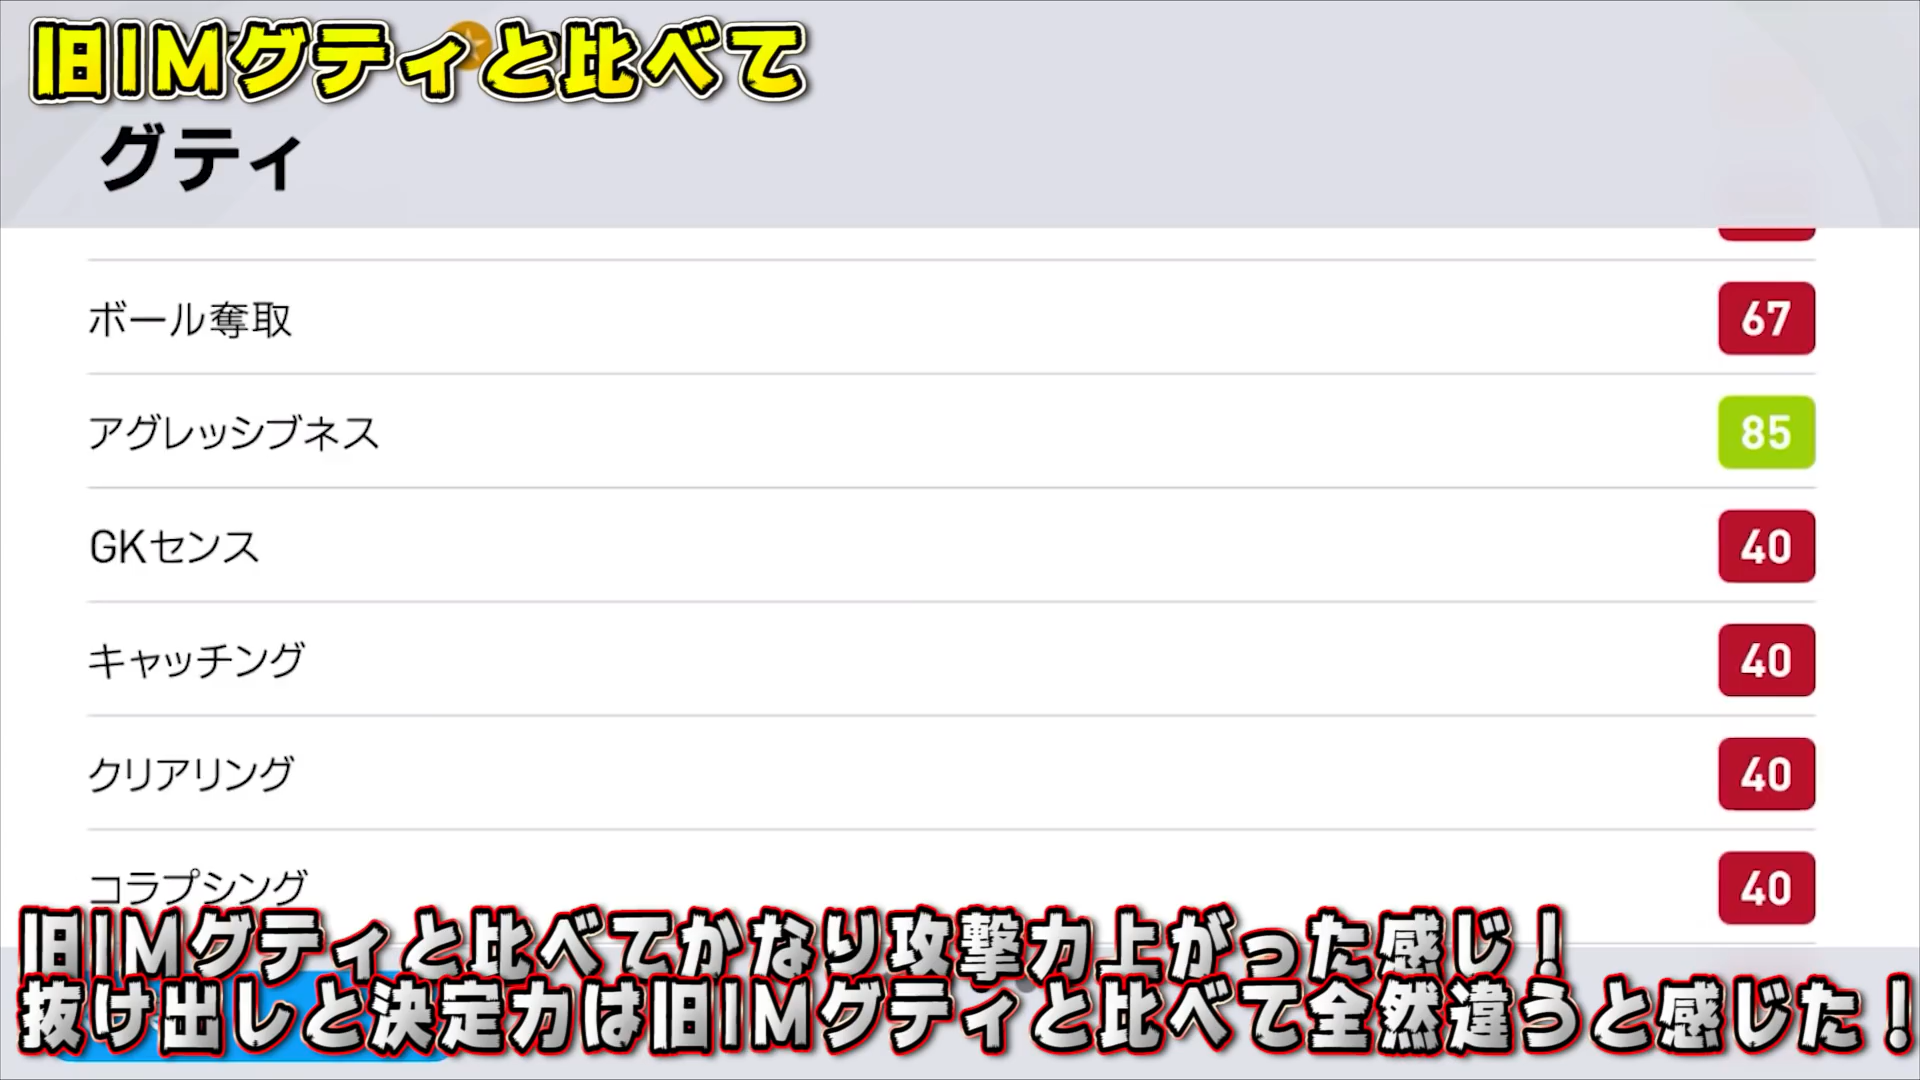 旧IMグティと比べて
グティ
ボール奪取 67
アグレッシブネス 85
GKセンス 40
キャッチング 40
クリアリング 40
コラプシング 40
旧IMグティと比べてかなり攻撃力上がった感じ！
抜け出しと決定力は旧IMグティと比べて全然違うと感じた！